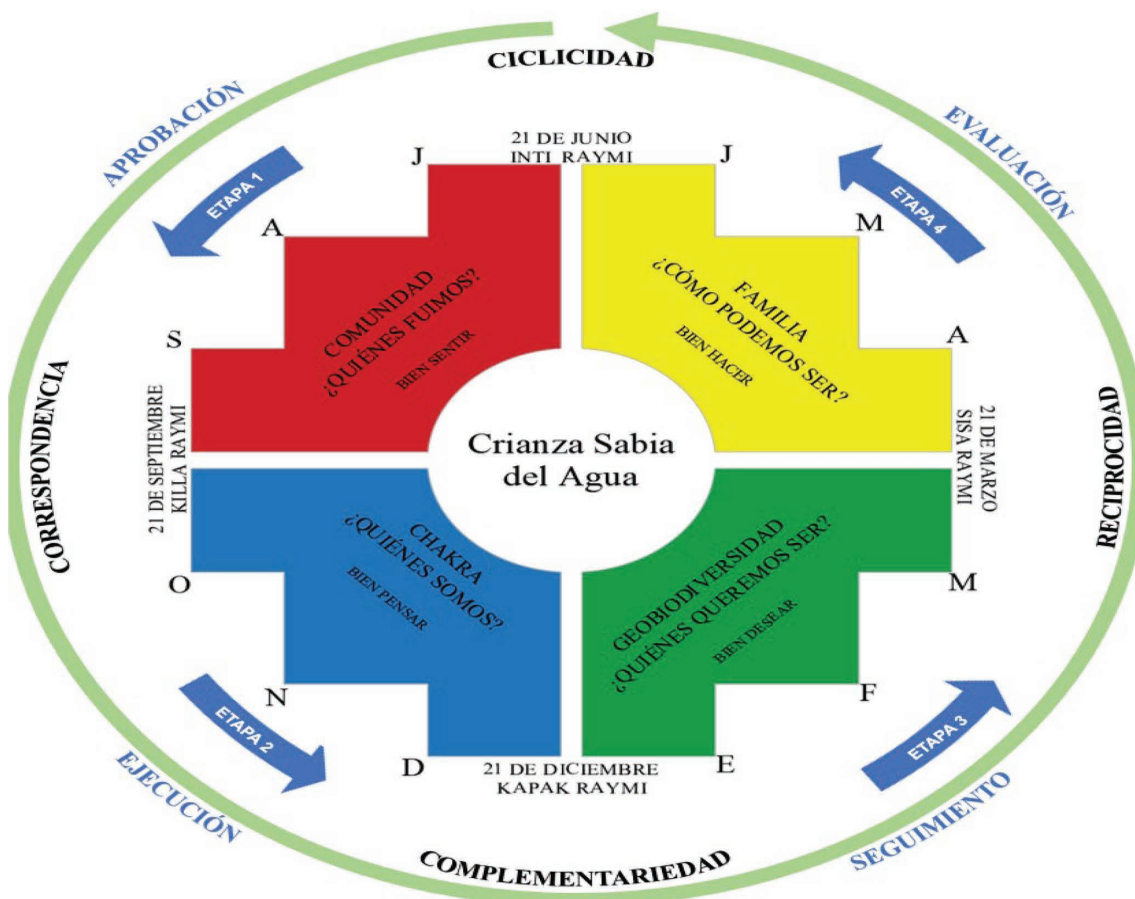 CICLICIDAD
APROBACIÓN
EVALUACIÓN
21 DE JUNIO
INTI RAYMI
J
J
ETAPA 1
ETAPA 4
A
M
COMUNIDAD
¿QUIÉNES FUIMOS?
BIEN SENTIR
FAMILIA
¿CÓMO PODEMOS SER?
BIEN HACER
S
A
CORRESPONDENCIA
21 DE SEPTIEMBRE
KILLA RAYMI
Crianza Sabia
del Agua
21 DE MARZO
SISA RAYMI
RECIPROCIDAD
CHAKRA
¿QUIÉNES SOMOS?
BIEN PENSAR
GEOBIODIVERSIDAD
¿QUIÉNES QUEREMOS SER?
BIEN DESEAR
O
M
N
F
ETAPA 2
ETAPA 3
D
E
21 DE DICIEMBRE
KAPAK RAYMI
EJECUCIÓN
SEGUIMIENTO
COMPLEMENTARIEDAD